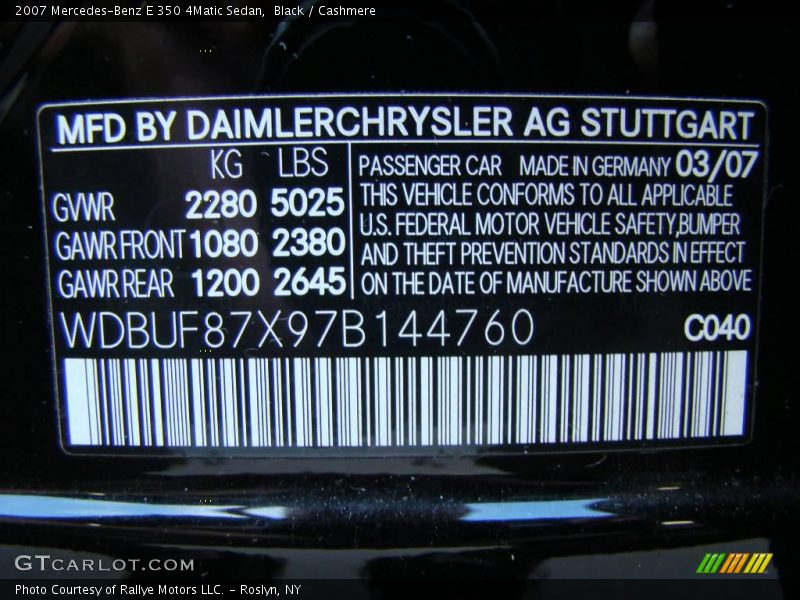 2007 Mercedes-Benz E 350 4Matic Sedan, Black / Cashmere
MFD BY DAIMLERCHRYSLER AG STUTTGART
KG LBS
GVWR 2280 5025
GAWR FRONT 1080 2380
GAWR REAR 1200 2645
PASSENGER CAR MADE IN GERMANY 03/07
THIS VEHICLE CONFORMS TO ALL APPLICABLE
U.S. FEDERAL MOTOR VEHICLE SAFETY,BUMPER
AND THEFT PREVENTION STANDARDS IN EFFECT
ON THE DATE OF MANUFACTURE SHOWN ABOVE
WDBUF87X97B144760 C040
GTCARLOT.COM
Photo Courtesy of Rallye Motors LLC. - Roslyn, NY